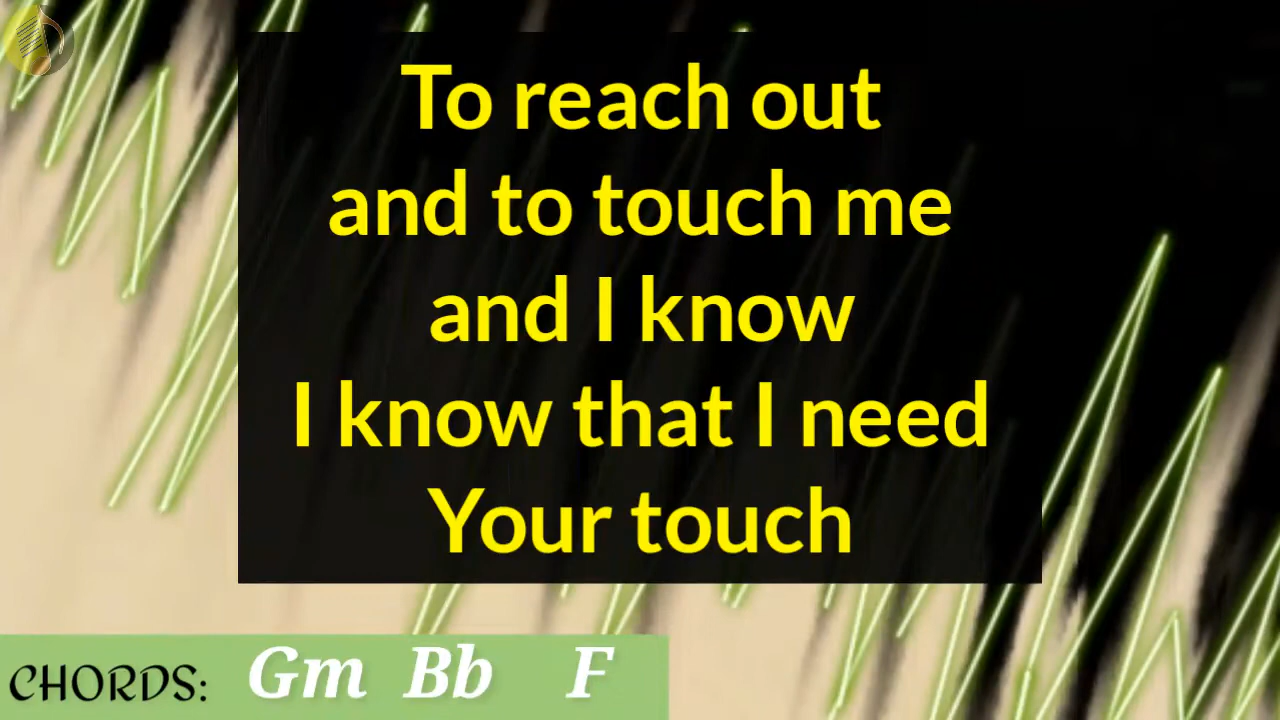 To reach out
and to touch me
and I know
I know that I need
Your touch
CHORDS: Gm Bb F